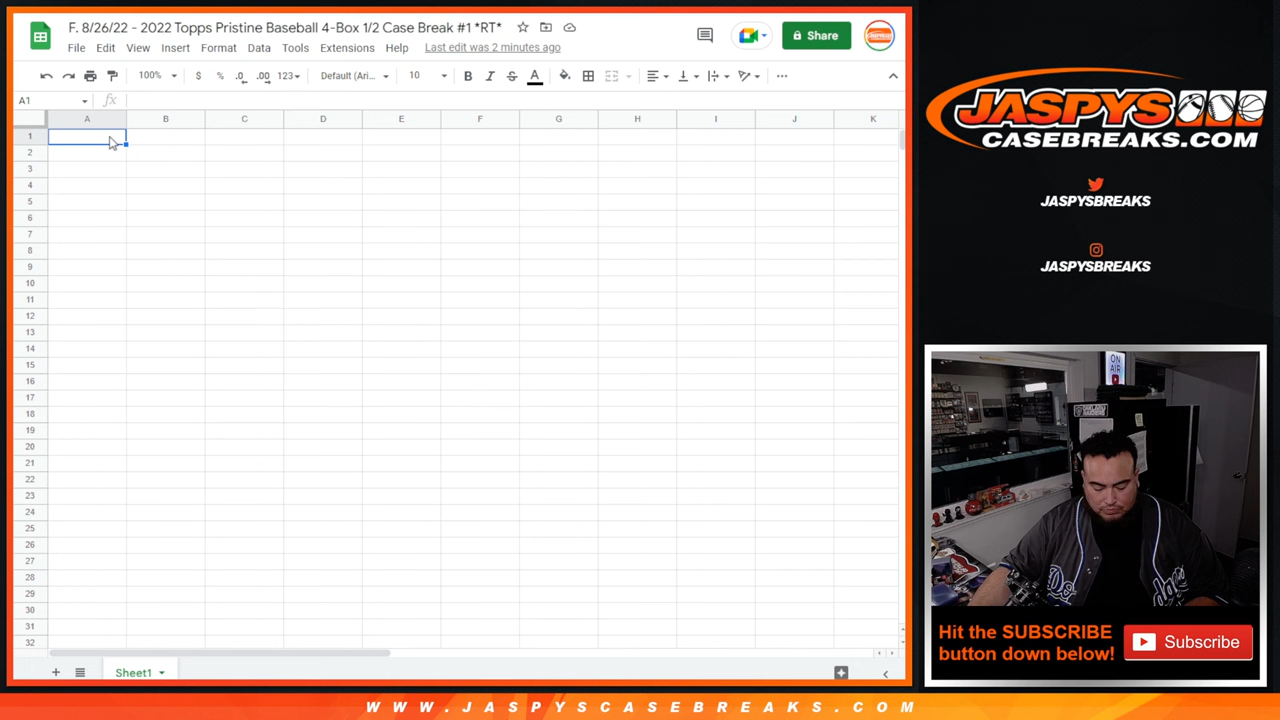 F. 8/26/22 - 2022 Topps Pristine Baseball 4-Box 1/2 Case Break #1 *RT*
File Edit View Insert Format Data Tools Extensions Help Last edit was 2 minutes ago
Share
100% $ % .0 .00 123 Default (Ari... 10 B I S A
A1 fx
A B C D E F G H I J K
1
2
3
4
5
6
7
8
9
10
11
12
13
14
15
16
17
18
19
20
21
22
23
24
25
26
27
28
29
30
31
32
Sheet1
JASPYS
CASEBREAKS.COM
JASPYSBREAKS
JASPYSBREAKS
ON
AIR
Hit the SUBSCRIBE
button down below!
Subscribe
WWW.JASPYSCASEBREAKS.COM